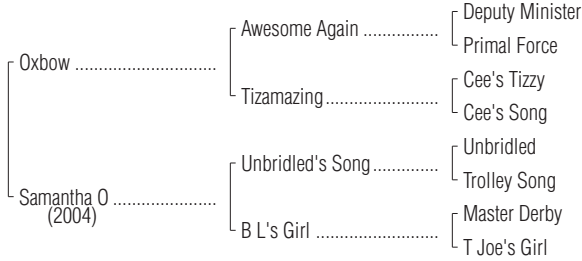 Deputy Minister
Awesome Again ................
Primal Force
Oxbow ..............................
Cee's Tizzy
Tizamazing........................
Cee's Song
Unbridled
Unbridled's Song..............
Trolley Song
Samantha O ......................
(2004)
Master Derby
B L's Girl ..........................
T Joe's Girl